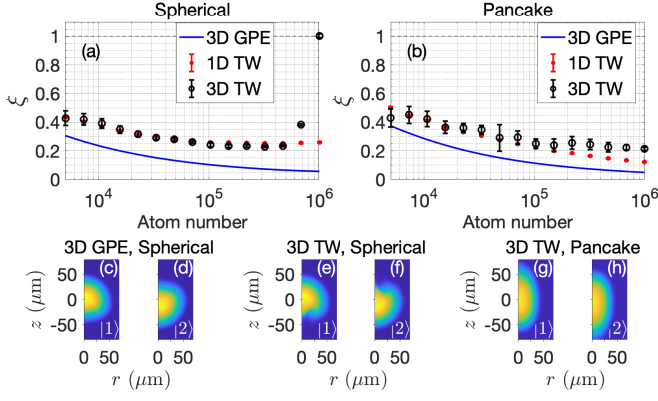 Spherical
Pancake
1
0.8
0.6
0.4
0.2
0
ξ
(a)
3D GPE
1D TW
3D TW
10^4
10^5
10^6
Atom number
1
0.8
0.6
0.4
0.2
0
ξ
(b)
3D GPE
1D TW
3D TW
10^4
10^5
10^6
Atom number
3D GPE, Spherical
3D TW, Spherical
3D TW, Pancake
50
0
-50
z (μm)
(c)
|1⟩
(d)
|2⟩
0 50
0 50
r (μm)
50
0
-50
z (μm)
(e)
|1⟩
(f)
|2⟩
0 50
0 50
r (μm)
50
0
-50
z (μm)
(g)
|1⟩
(h)
|2⟩
0 50
0 50
r (μm)